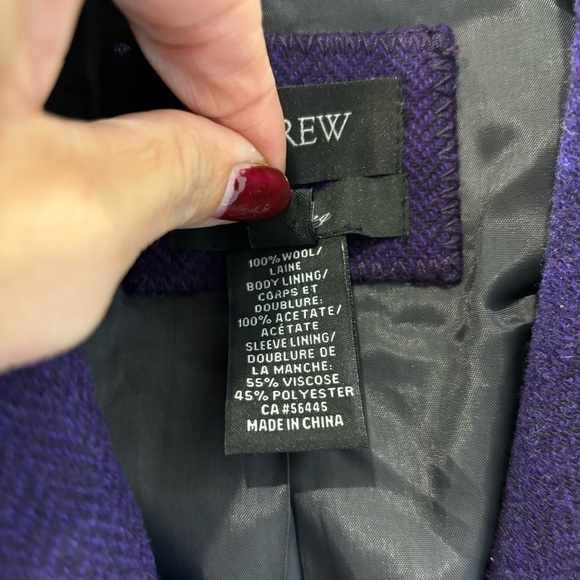 REW
100% WOOL/
LAINE
BODY LINING/
CORPS ET
DOUBLURE:
100% ACETATE/
ACÉTATE
SLEEVE LINING/
DOUBLURE DE
LA MANCHE:
55% VISCOSE
45% POLYESTER
CA #56445
MADE IN CHINA